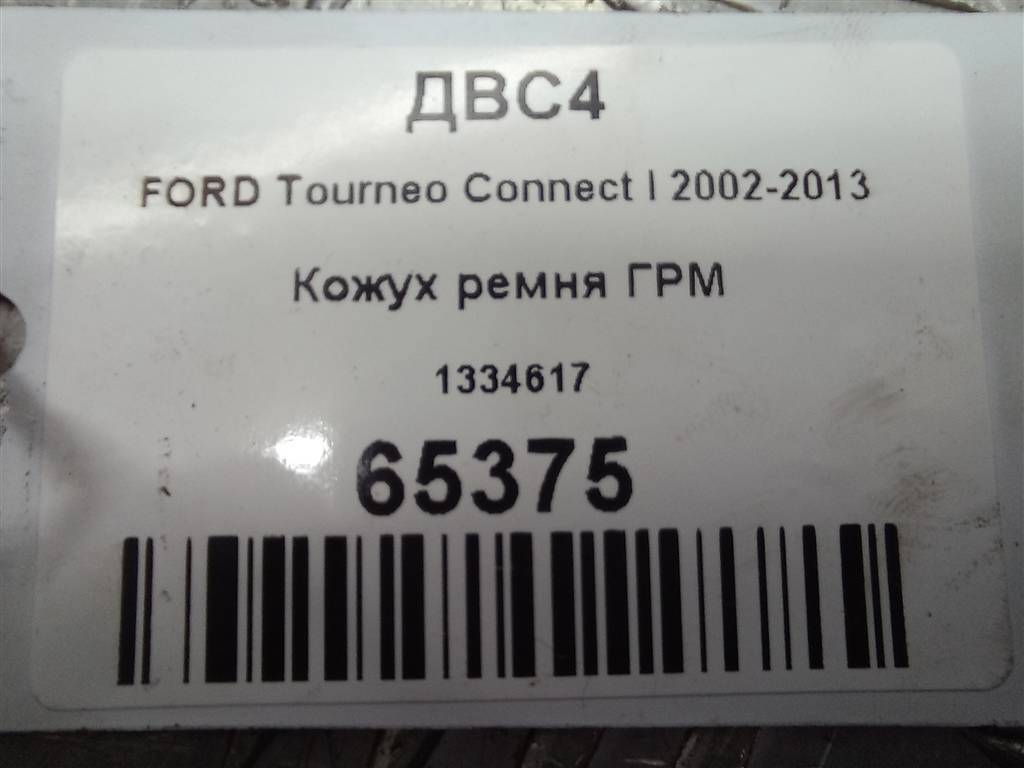 ДВС4
FORD Tourneo Connect I 2002-2013
Кожух ремня ГРМ
1334617
65375